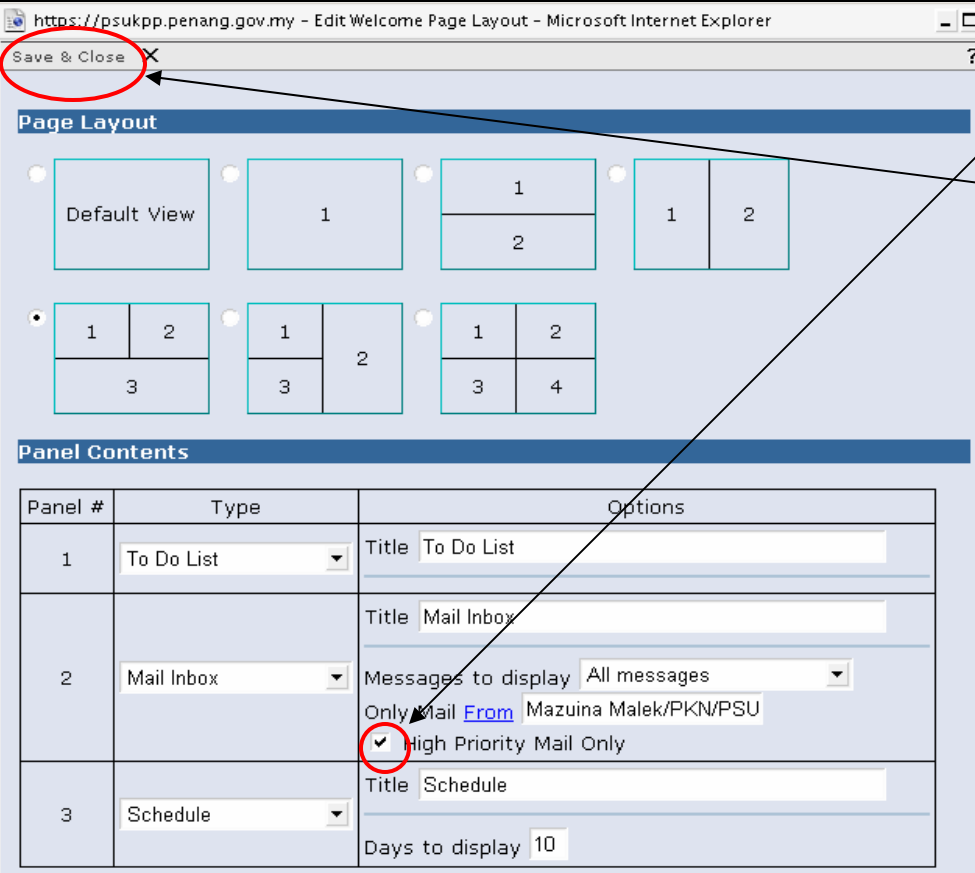 https://psukpp.penang.gov.my - Edit Welcome Page Layout - Microsoft Internet Explorer
Save & Close X ?
Page Layout
Default View
1
1
2
1 2
1 2
3
1
2
3
1 2
3 4
Panel Contents
Panel # Type Options
1 To Do List Title To Do List
2 Mail Inbox Title Mail Inbox
Messages to display All messages
Only Mail From Mazuina Malek/PKN/PSU
High Priority Mail Only
3 Schedule Title Schedule
Days to display 10